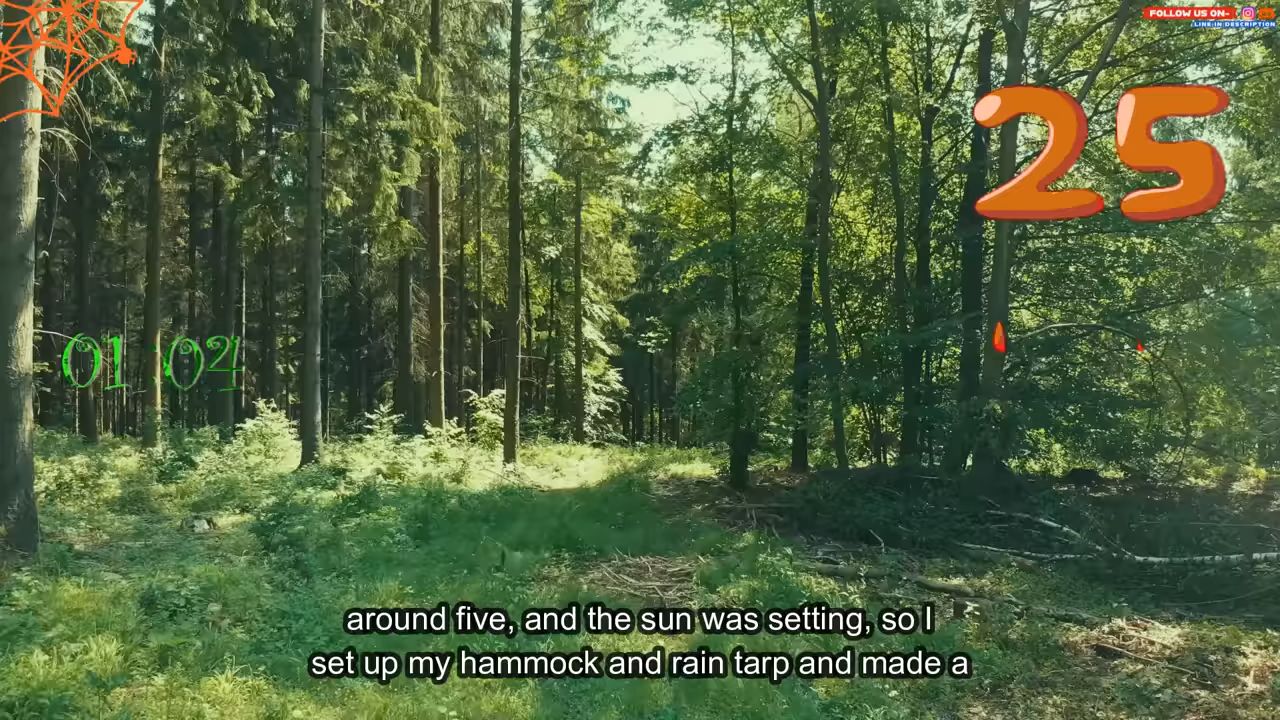 FOLLOW US ON-
LINK IN DESCRIPTION
25
01:04
around five, and the sun was setting, so I
set up my hammock and rain tarp and made a